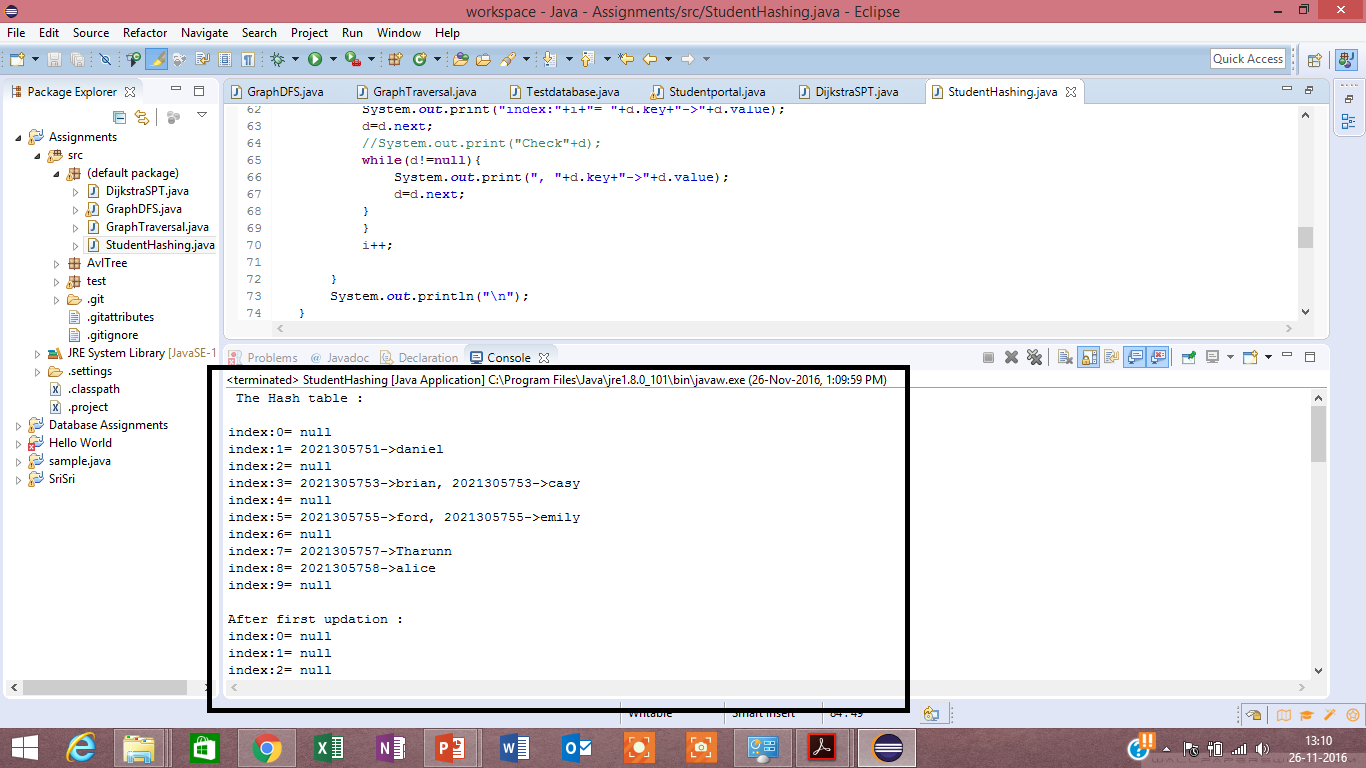 workspace - Java - Assignments/src/StudentHashing.java - Eclipse
File Edit Source Refactor Navigate Search Project Run Window Help
Quick Access
Package Explorer
Assignments
src
(default package)
DijkstraSPT.java
GraphDFS.java
GraphTraversal.java
StudentHashing.java
AvlTree
test
.git
.gitattributes
.gitignore
JRE System Library [JavaSE-1
.settings
.classpath
.project
Database Assignments
Hello World
sample.java
SriSri
GraphDFS.java GraphTraversal.java Testdatabase.java Studentportal.java DijkstraSPT.java StudentHashing.java
62 System.out.print("index:"+i+"= "+d.key+"->"+d.value);
63 d=d.next;
64 //System.out.print("Check"+d);
65 while(d!=null){
66 System.out.print(", "+d.key+"->"+d.value);
67 d=d.next;
68 }
69 }
70 i++;
71
72 }
73 System.out.println("\n");
74 }
Problems Javadoc Declaration Console
<terminated> StudentHashing [Java Application] C:\Program Files\Java\jre1.8.0_101\bin\javaw.exe (26-Nov-2016, 1:09:59 PM)
The Hash table :
index:0= null
index:1= 2021305751->daniel
index:2= null
index:3= 2021305753->brian, 2021305753->casy
index:4= null
index:5= 2021305755->ford, 2021305755->emily
index:6= null
index:7= 2021305757->Tharunn
index:8= 2021305758->alice
index:9= null
After first updation :
index:0= null
index:1= null
index:2= null
Writable Smart Insert 84 : 49
13:10
26-11-2016